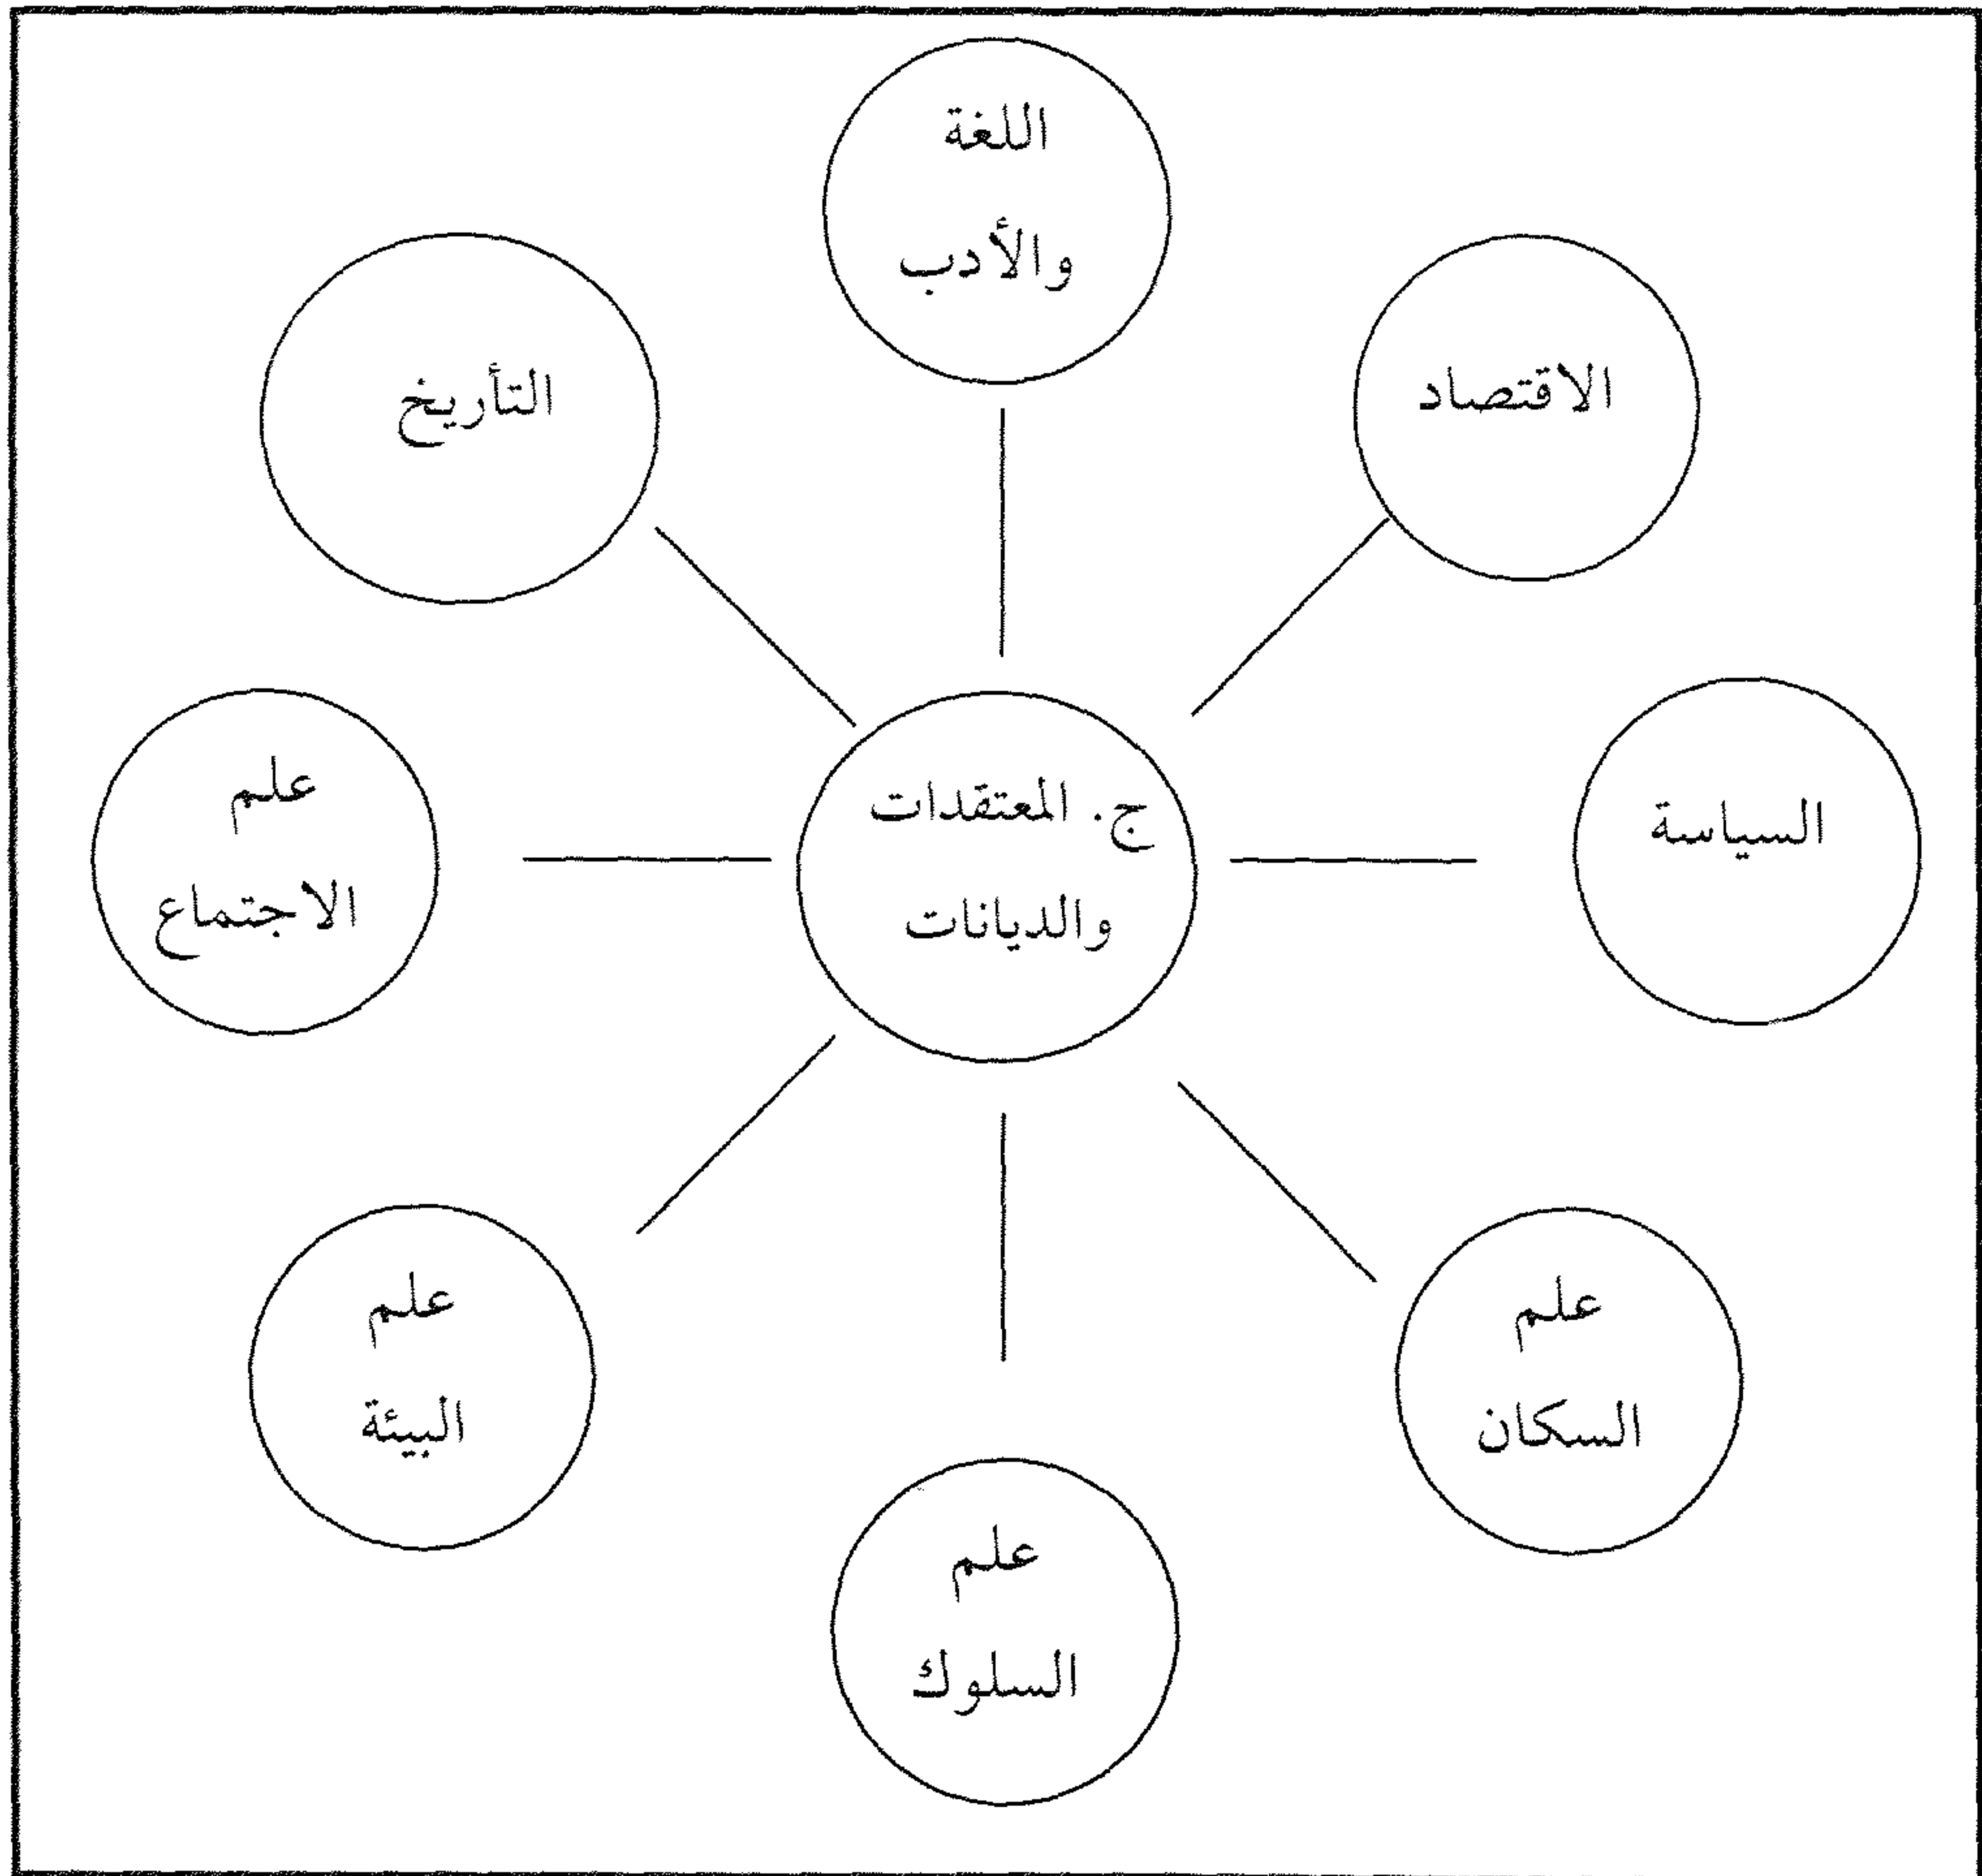 اللغة
والأدب
الاقتصاد
التأريخ
السياسة
ج. المعتقدات
والديانات
علم
الاجتماع
علم
السكان
علم
البيئة
علم
السلوك